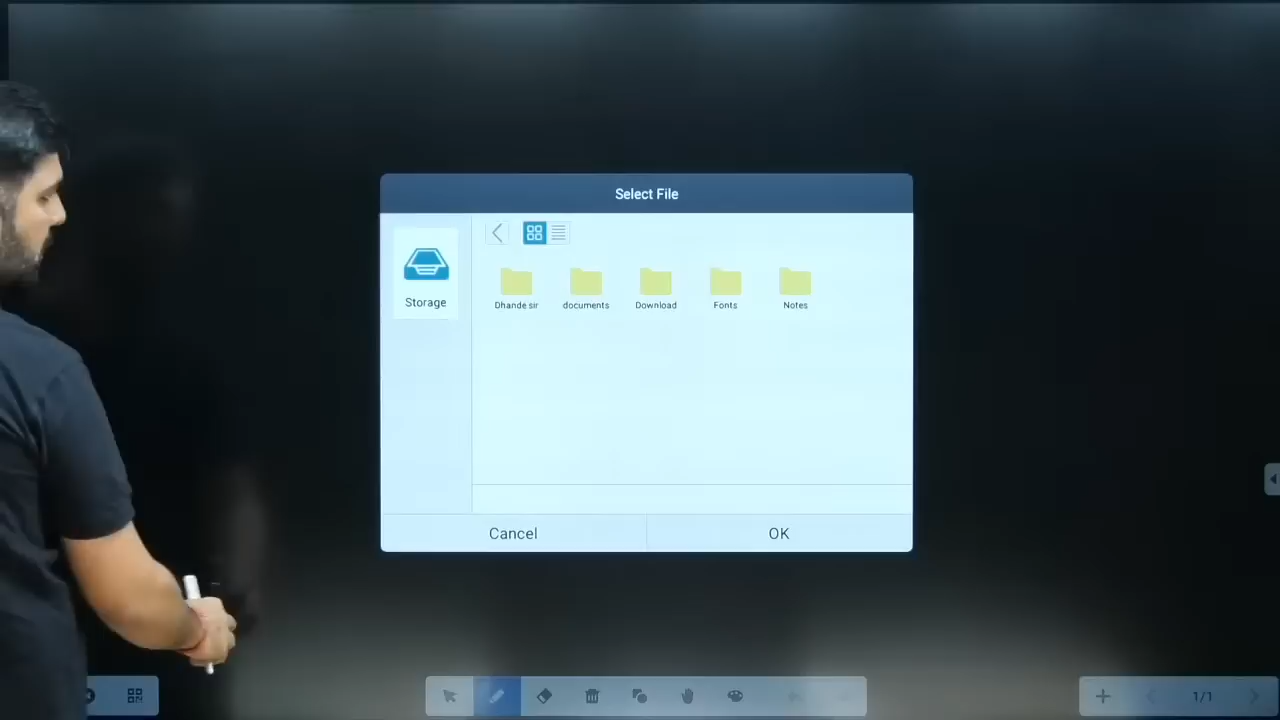 Select File
Storage
Dhande sir
documents
Download
Fonts
Notes
Cancel
OK
1/1